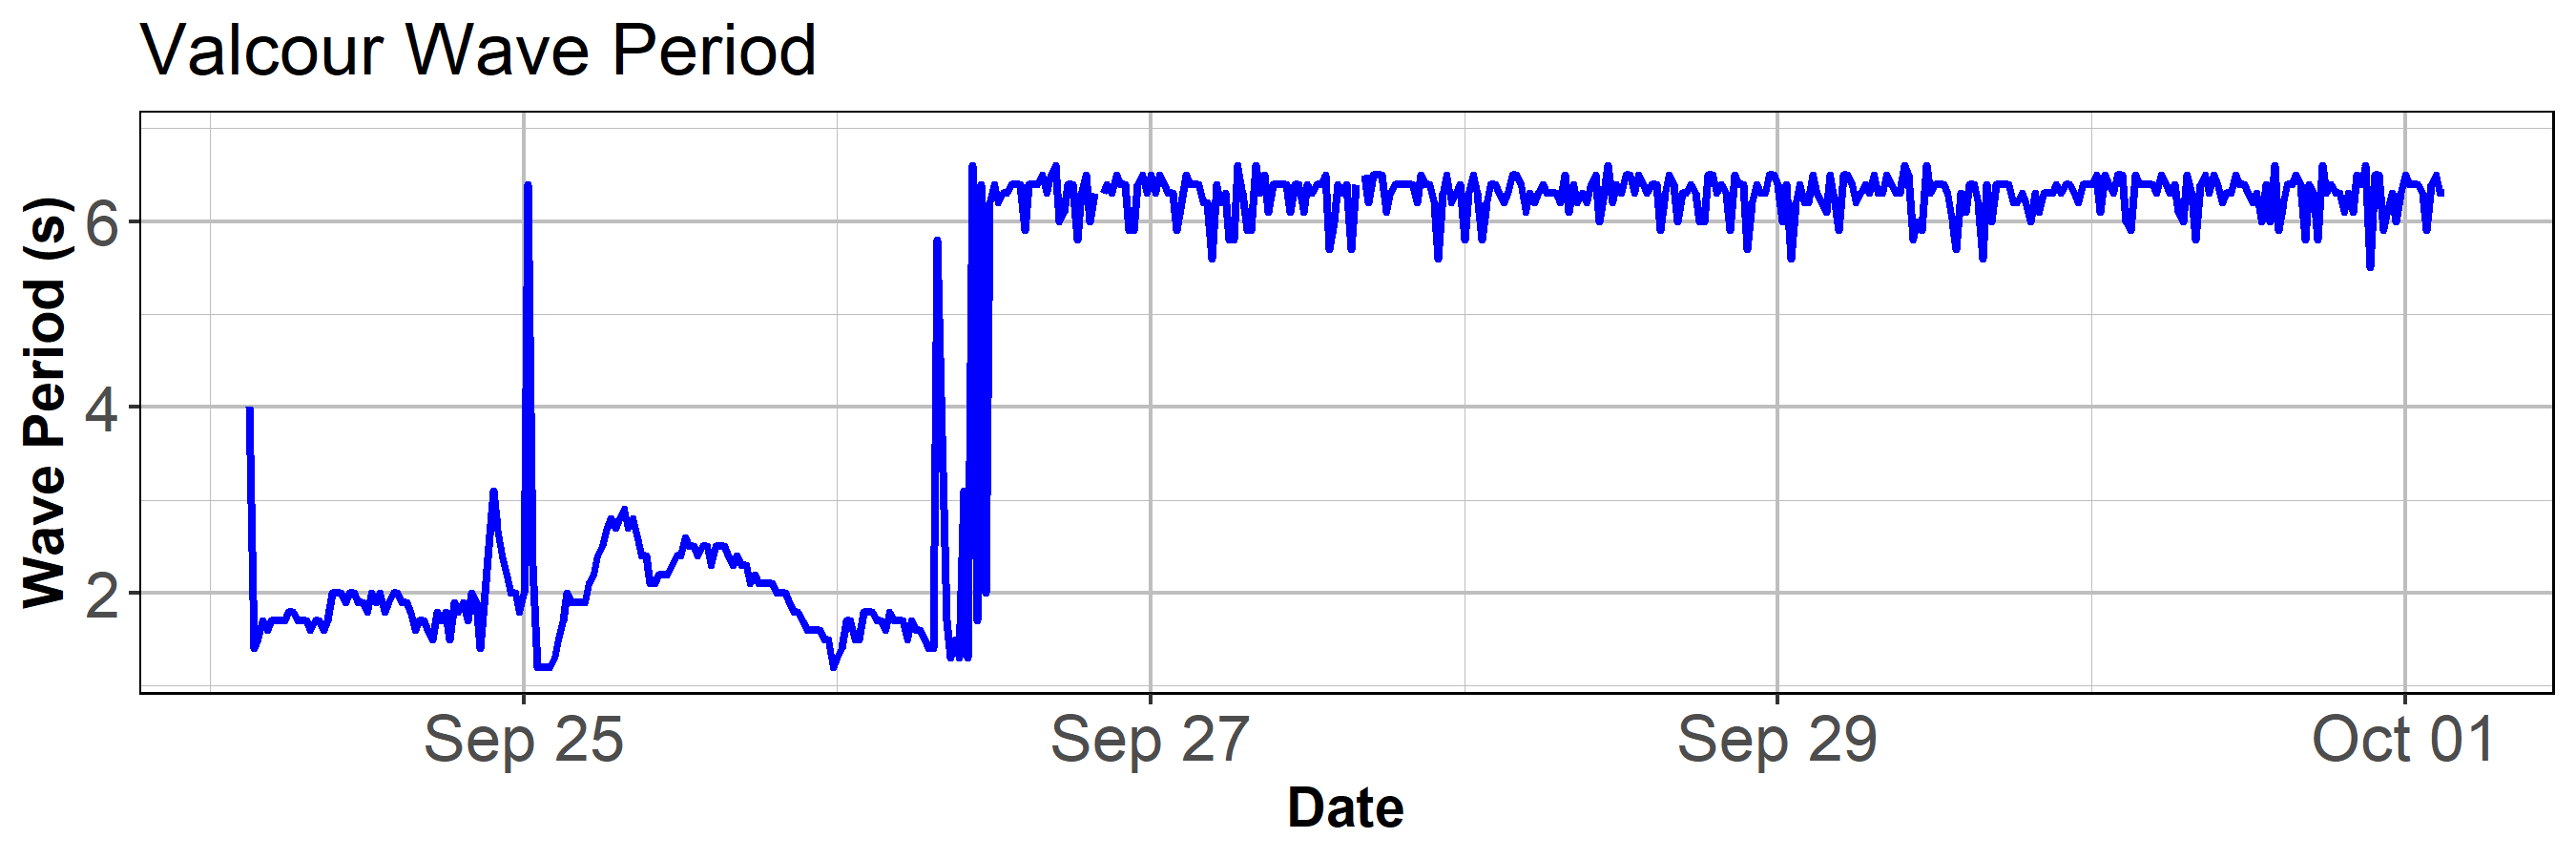 Valcour Wave Period
Wave Period (s)
6
4
2
Sep 25
Sep 27
Sep 29
Oct 01
Date